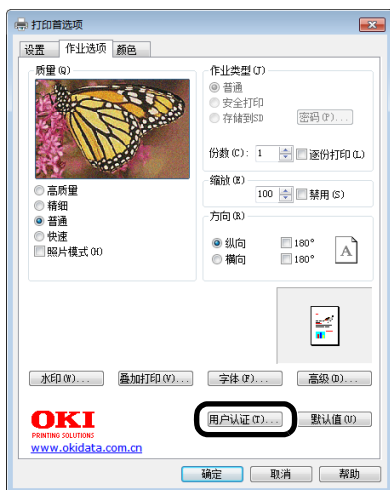 打印首选项
设置 作业选项 颜色
质量(Q)
高质量
精细
普通
快速
照片模式(H)
作业类型(J)
普通
安全打印
存储到SD 密码(P)...
份数(C): 1 逐份打印(L)
缩放(E)
100 禁用(S)
方向(R)
纵向 180°
横向 180°
A
水印(W)... 叠加打印(V)... 字体(F)... 高级(D)...
OKI
PRINTING SOLUTIONS
www.okidata.com.cn
用户认证(T)... 默认值(U)
确定 取消 帮助